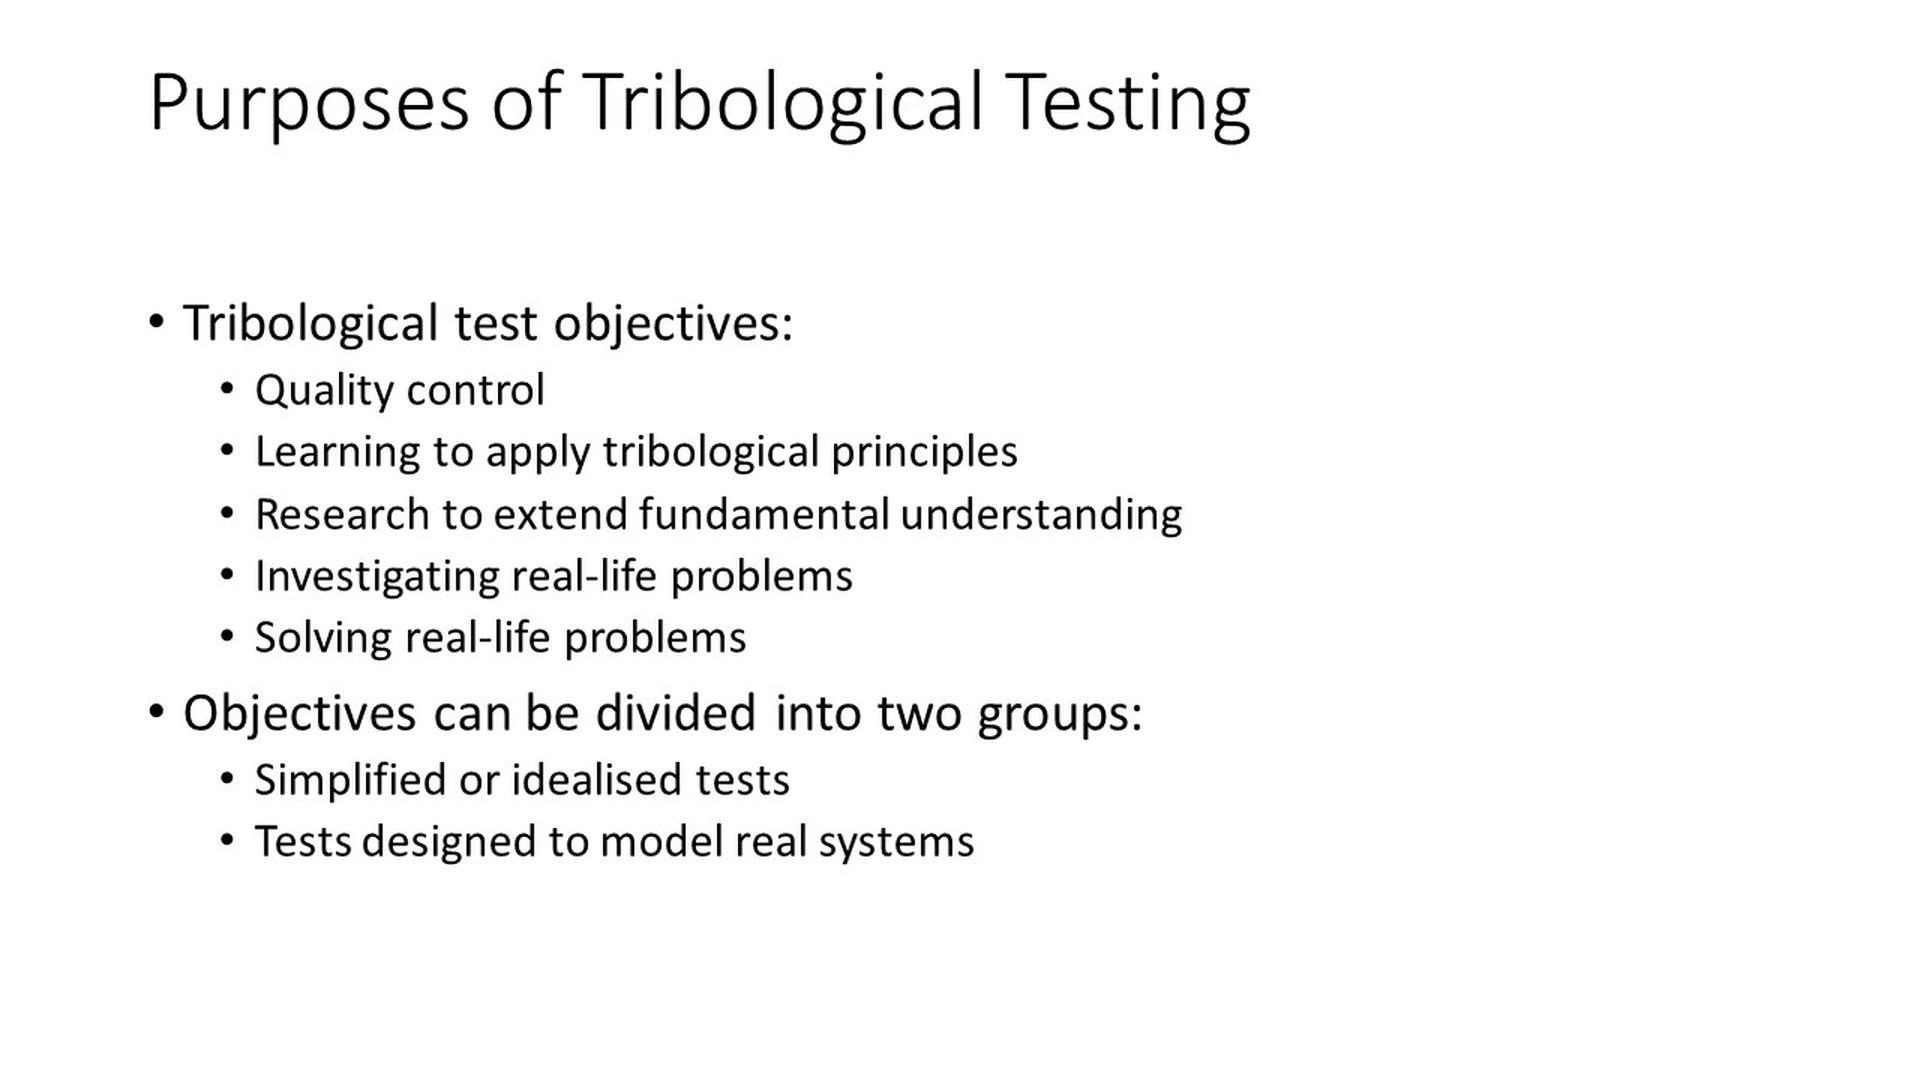 Purposes of Tribological Testing
• Tribological test objectives:
• Quality control
• Learning to apply tribological principles
• Research to extend fundamental understanding
• Investigating real-life problems
• Solving real-life problems
• Objectives can be divided into two groups:
• Simplified or idealised tests
• Tests designed to model real systems